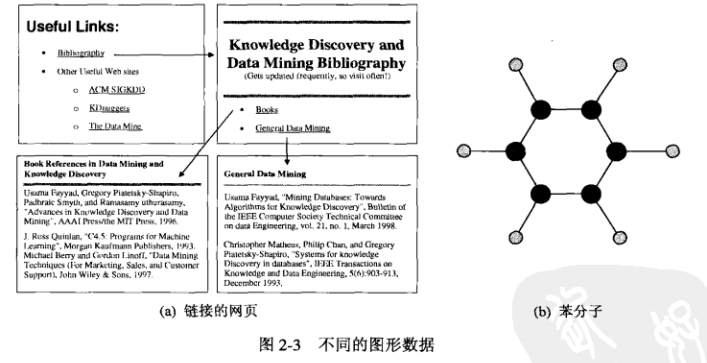 Useful Links:
• Bibliography
• Other Useful Web sites
o ACM SIGKDD
o KDnuggets
o The Data Mine
Knowledge Discovery and
Data Mining Bibliography
(Gets updated frequently, so visit often!)
• Books
• General Data Mining
Book References in Data Mining and
Knowledge Discovery
Usama Fayyad, Gregory Piatetsky-Shapiro,
Padhraic Smyth, and Ramasamy uthurasamy,
"Advances in Knowledge Discovery and Data
Mining", AAAI Press/the MIT Press, 1996.
J. Ross Quinlan, "C4.5: Programs for Machine
Learning", Morgan Kaufmann Publishers, 1993.
Michael Berry and Gordon Linoff, "Data Mining
Techniques (For Marketing, Sales, and Customer
Support), John Wiley & Sons, 1997.
General Data Mining
Usama Fayyad, "Mining Databases: Towards
Algorithms for Knowledge Discovery", Bulletin of
the IEEE Computer Society Technical Committee
on data Engineering, vol. 21, no. 1, March 1998.
Christopher Matheus, Philip Chan, and Gregory
Piatetsky-Shapiro, "Systems for knowledge
Discovery in databases", IEEE Transactions on
Knowledge and Data Engineering, 5(6):903-913,
December 1993.
(a) 链接的网页
(b) 苯分子
图 2-3 不同的图形数据